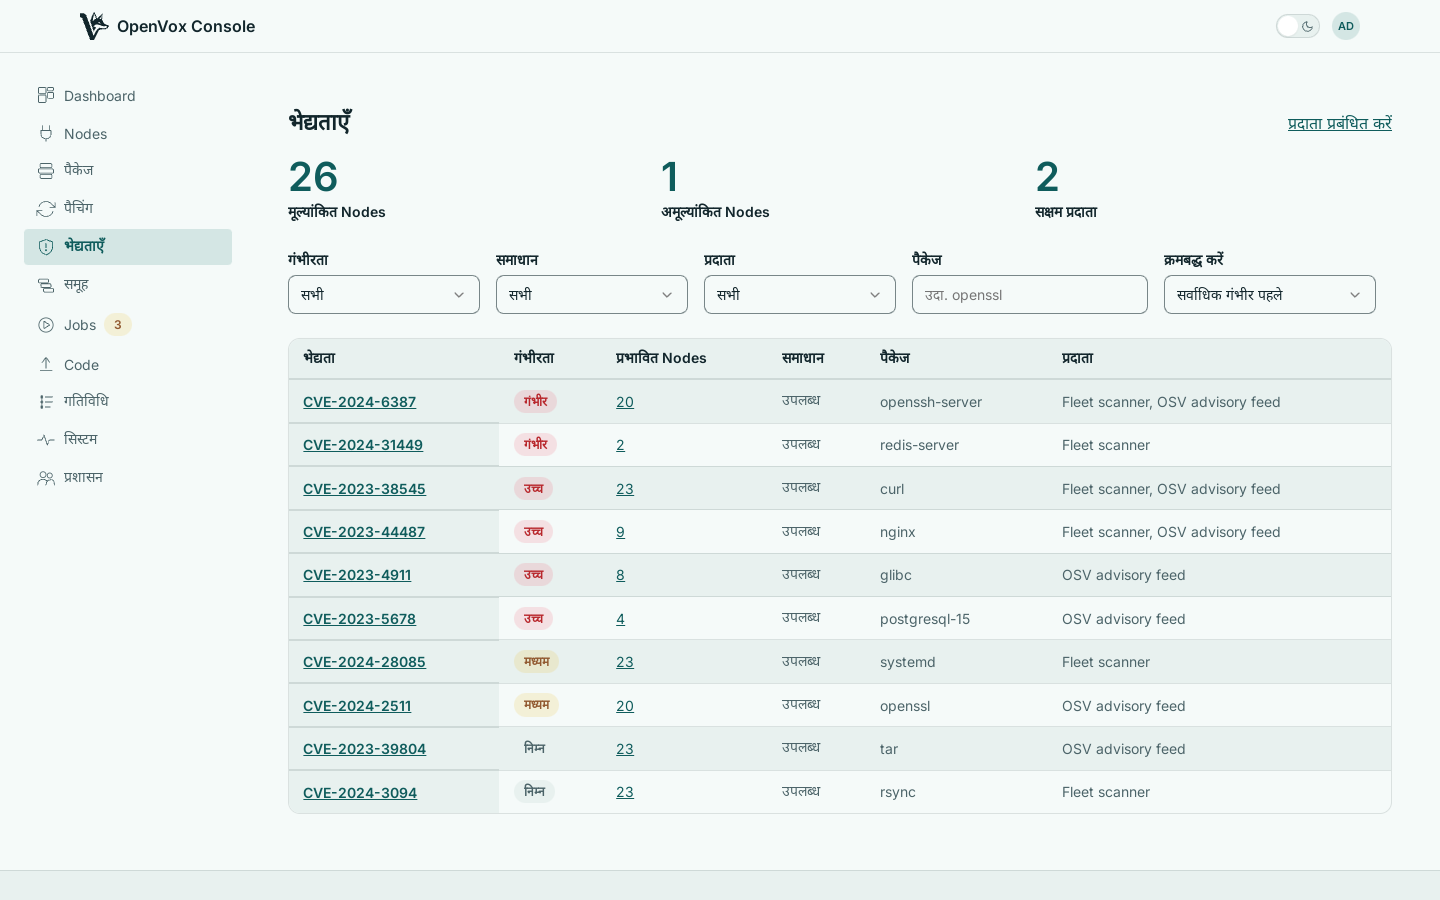 OpenVox Console
AD
Dashboard
Nodes
पैकेज
पैचिंग
भेद्यताएँ
समूह
Jobs 3
Code
गतिविधि
सिस्टम
प्रशासन
भेद्यताएँ
प्रदाता प्रबंधित करें
26 1 2
मूल्यांकित Nodes अमूल्यांकित Nodes सक्षम प्रदाता
गंभीरता समाधान प्रदाता पैकेज क्रमबद्ध करें
सभी सभी सभी उदा. openssl सर्वाधिक गंभीर पहले
भेद्यता गंभीरता प्रभावित Nodes समाधान पैकेज प्रदाता
CVE-2024-6387 गंभीर 20 उपलब्ध openssh-server Fleet scanner, OSV advisory feed
CVE-2024-31449 गंभीर 2 उपलब्ध redis-server Fleet scanner
CVE-2023-38545 उच्च 23 उपलब्ध curl Fleet scanner, OSV advisory feed
CVE-2023-44487 उच्च 9 उपलब्ध nginx Fleet scanner, OSV advisory feed
CVE-2023-4911 उच्च 8 उपलब्ध glibc OSV advisory feed
CVE-2023-5678 उच्च 4 उपलब्ध postgresql-15 OSV advisory feed
CVE-2024-28085 मध्यम 23 उपलब्ध systemd Fleet scanner
CVE-2024-2511 मध्यम 20 उपलब्ध openssl OSV advisory feed
CVE-2023-39804 निम्न 23 उपलब्ध tar OSV advisory feed
CVE-2024-3094 निम्न 23 उपलब्ध rsync Fleet scanner